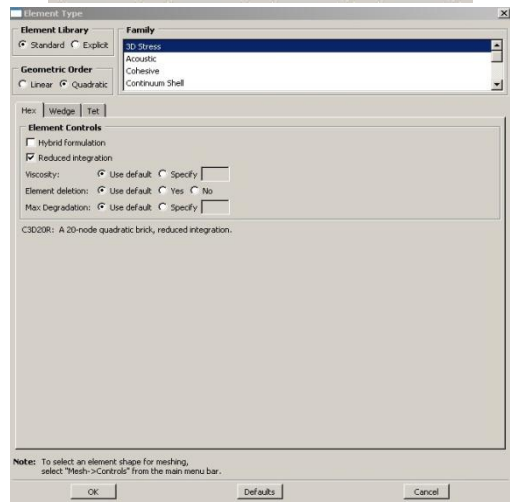 Element Type
Element Library
Standard Explicit
Geometric Order
Linear Quadratic
Family
3D Stress
Acoustic
Cohesive
Continuum Shell
Hex Wedge Tet
Element Controls
Hybrid formulation
Reduced integration
Viscosity: Use default Specify
Element deletion: Use default Yes No
Max Degradation: Use default Specify
C3D20R: A 20-node quadratic brick, reduced integration.
Note: To select an element shape for meshing,
select "Mesh->Controls" from the main menu bar.
OK Defaults Cancel